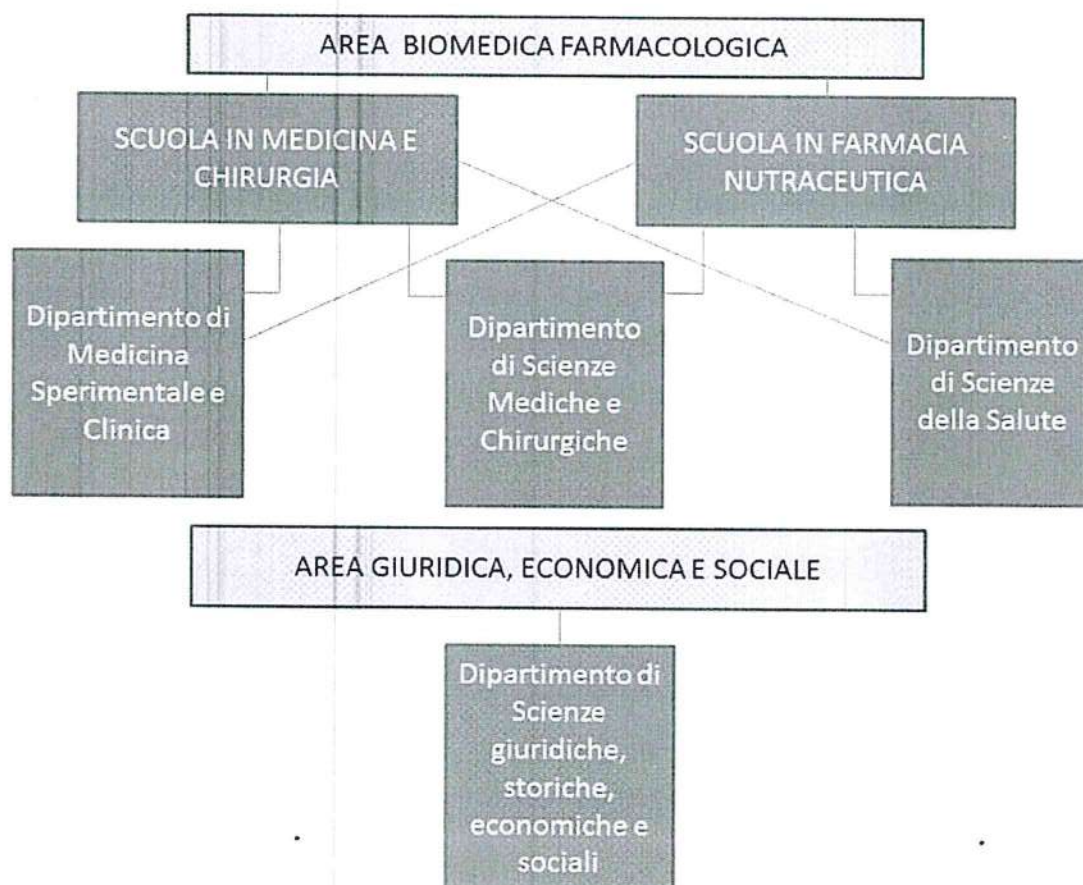 AREA BIOMEDICA FARMACOLOGICA
SCUOLA IN MEDICINA E
CHIRURGIA
SCUOLA IN FARMACIA
NUTRACEUTICA
Dipartimento di
Medicina
Sperimentale e
Clinica
Dipartimento
di Scienze
Mediche e
Chirurgiche
Dipartimento
di Scienze
della Salute
AREA GIURIDICA, ECONOMICA E SOCIALE
Dipartimento di
Scienze
giuridiche,
storiche,
economiche e
sociali